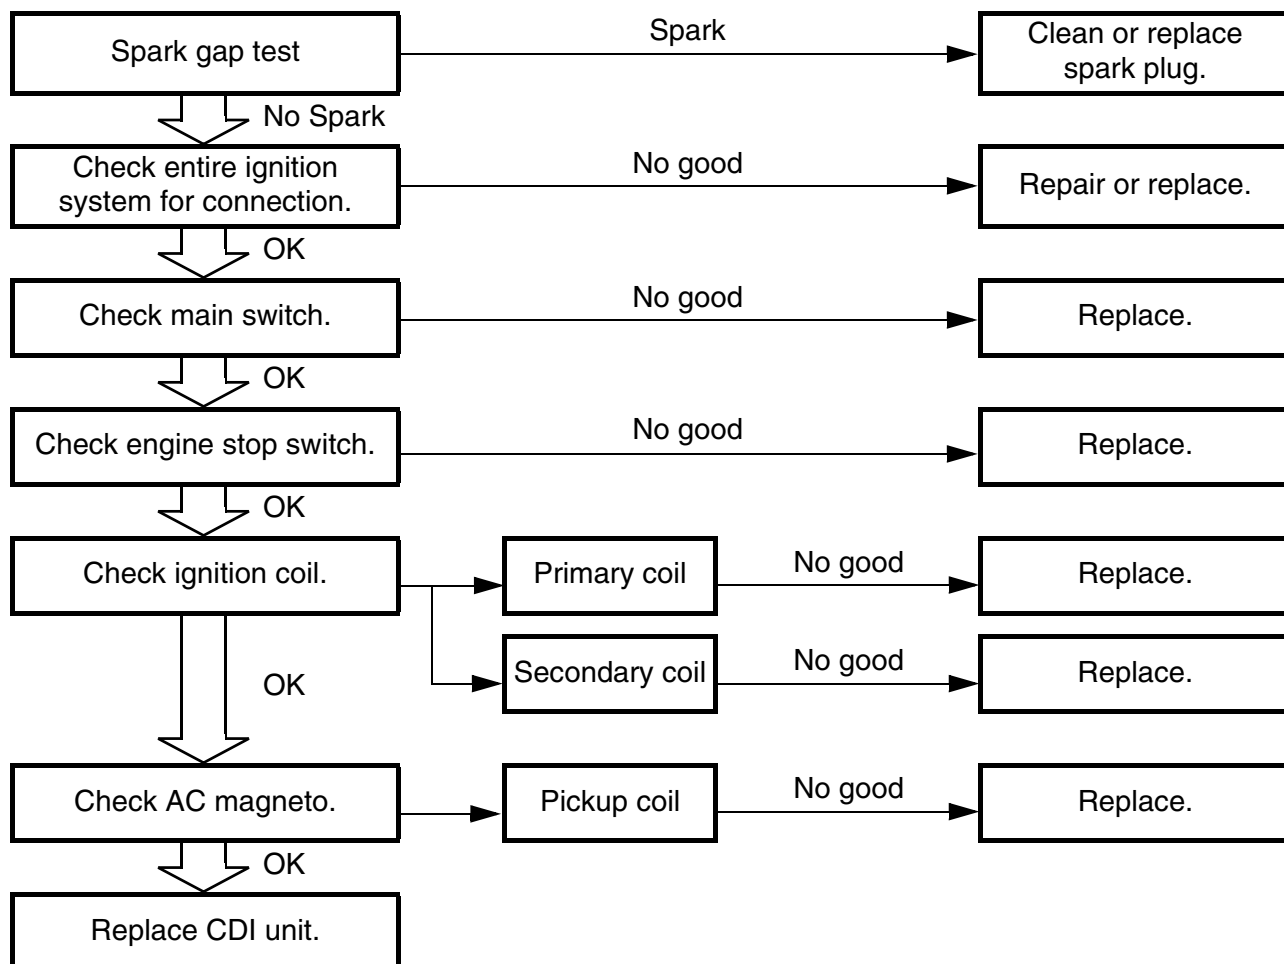 Spark gap test
Spark
Clean or replace
spark plug.
No Spark
Check entire ignition
system for connection.
No good
Repair or replace.
OK
Check main switch.
No good
Replace.
OK
Check engine stop switch.
No good
Replace.
OK
Check ignition coil.
Primary coil
No good
Replace.
Secondary coil
No good
Replace.
OK
Check AC magneto.
Pickup coil
No good
Replace.
OK
Replace CDI unit.